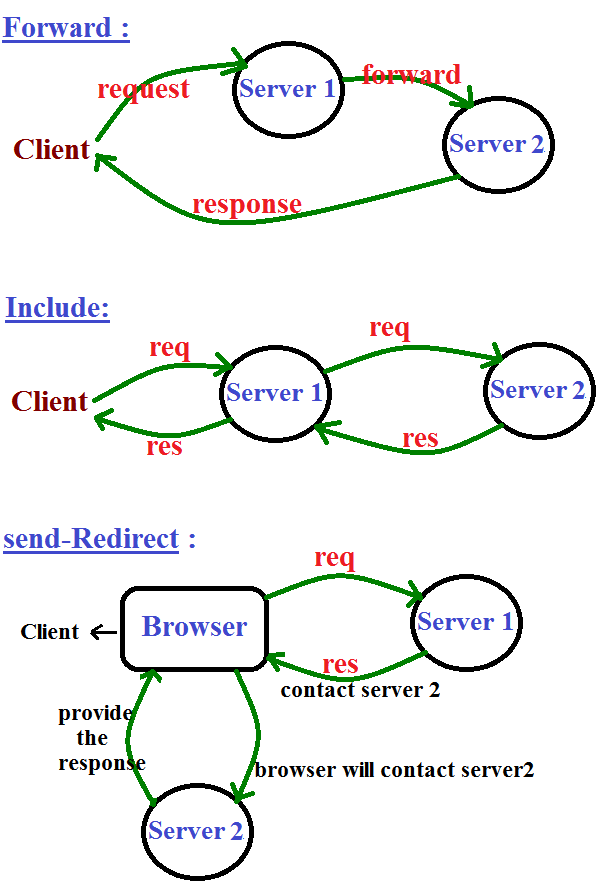 Forward :
request
Server 1
forward
Client
Server 2
response
Include:
req
req
Client
Server 1
Server 2
res
res
send-Redirect :
req
Browser
Server 1
Client
res
contact server 2
provide
the
response
browser will contact server2
Server 2